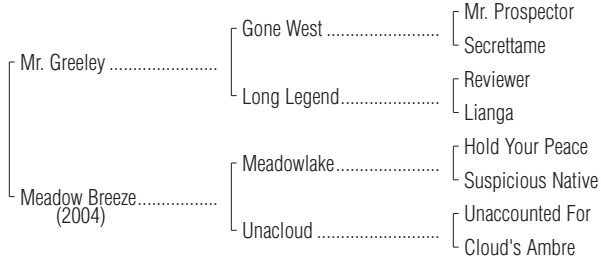 Mr. Prospector
Gone West ....................
Secrettame
Mr. Greeley ....................
Reviewer
Long Legend....................
Lianga
Hold Your Peace
Meadowlake.....................
Suspicious Native
Meadow Breeze................
(2004)
Unaccounted For
Unacloud .......................
Cloud's Ambre